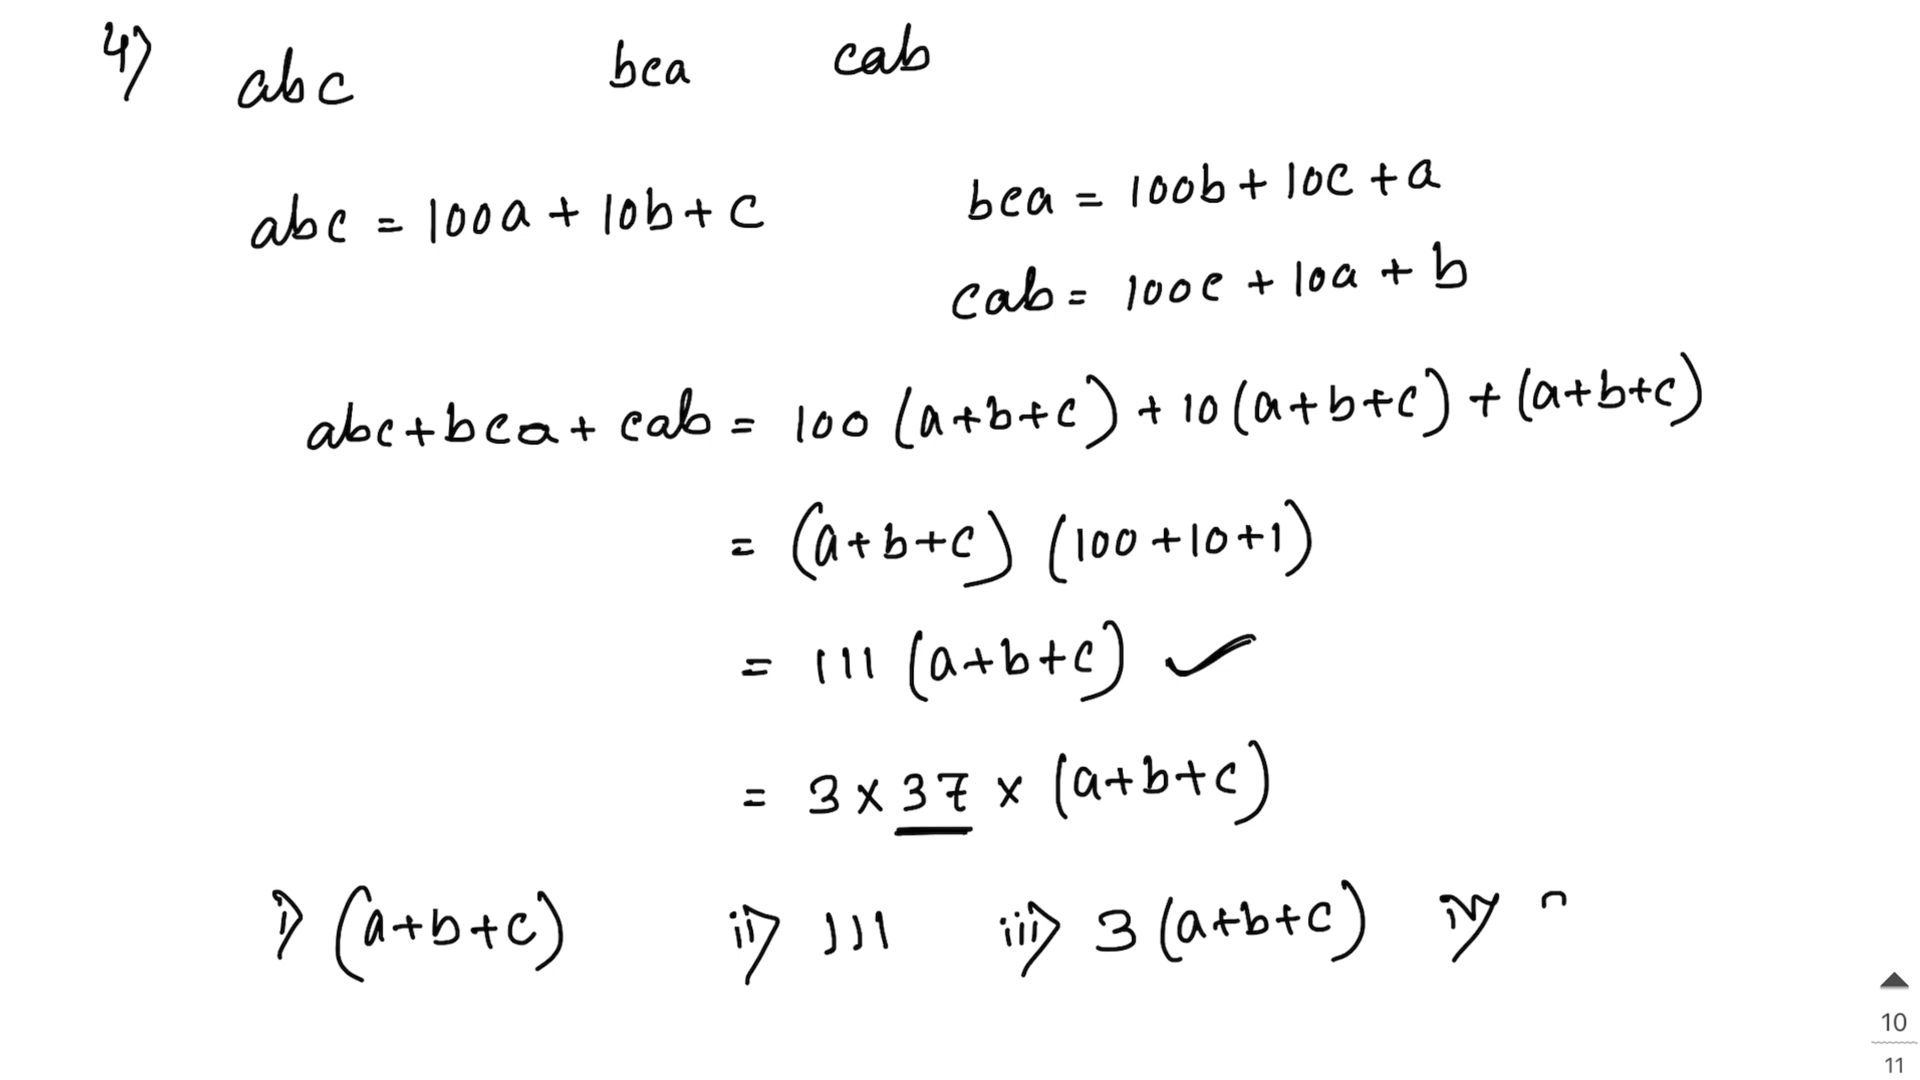 4) abc bca cab
abc = 100a + 10b + c
bca = 100b + 10c + a
cab = 100c + 10a + b
abc + bca + cab = 100 (a+b+c) + 10 (a+b+c) + (a+b+c)
= (a+b+c) (100+10+1)
= 111 (a+b+c) ✓
= 3 × 37 × (a+b+c)
i) (a+b+c) ii) 111 iii) 3 (a+b+c) iv)
10
11